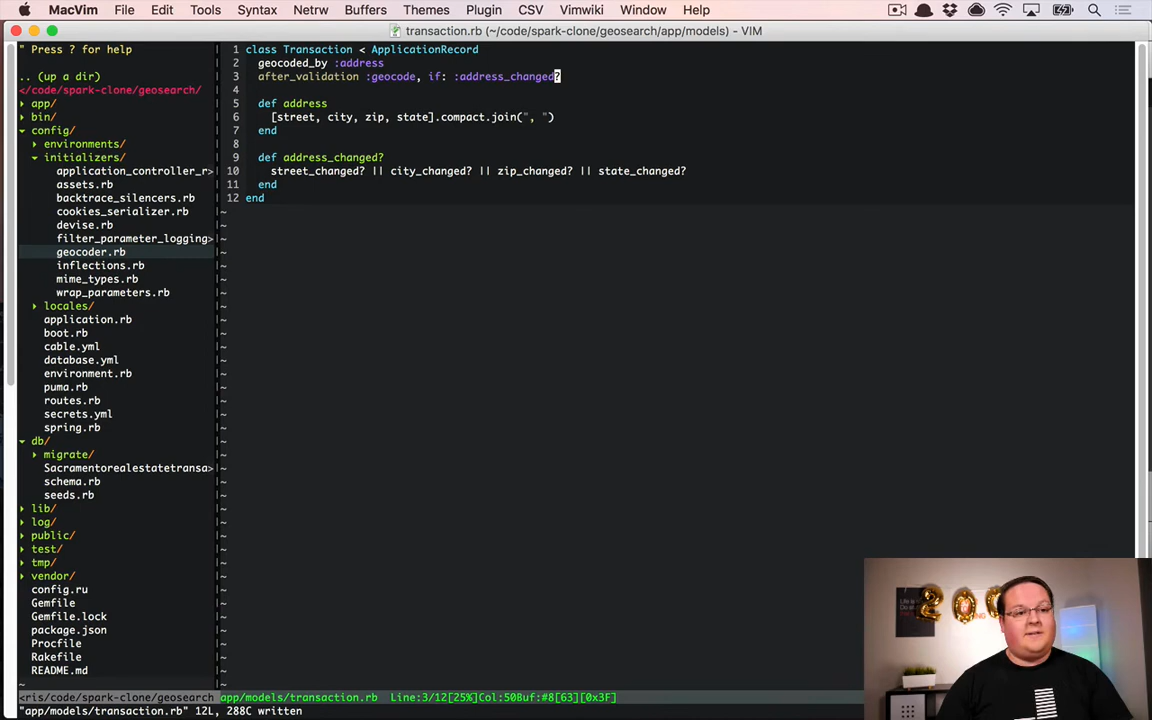 MacVim File Edit Tools Syntax Netrw Buffers Themes Plugin CSV Vimwiki Window Help
transaction.rb (~/code/spark-clone/geosearch/app/models) - VIM
" Press ? for help
.. (up a dir)
</code/spark-clone/geosearch/
app/
bin/
config/
environments/
initializers/
application_controller_r>
assets.rb
backtrace_silencers.rb
cookies_serializer.rb
devise.rb
filter_parameter_logging>
geocoder.rb
inflections.rb
mime_types.rb
wrap_parameters.rb
locales/
application.rb
boot.rb
cable.yml
database.yml
environment.rb
puma.rb
routes.rb
secrets.yml
spring.rb
db/
migrate/
Sacramentorealestatetransa>
schema.rb
seeds.rb
lib/
log/
public/
test/
tmp/
vendor/
config.ru
Gemfile
Gemfile.lock
package.json
Procfile
Rakefile
README.md
~
1 class Transaction < ApplicationRecord
2 geocoded_by :address
3 after_validation :geocode, if: :address_changed?
4
5 def address
6 [street, city, zip, state].compact.join(", ")
7 end
8
9 def address_changed?
10 street_changed? || city_changed? || zip_changed? || state_changed?
11 end
12 end
<ris/code/spark-clone/geosearch app/models/transaction.rb Line:3/12[25%]Col:50Buf:#8[63][0x3F]
"app/models/transaction.rb" 12L, 288C written